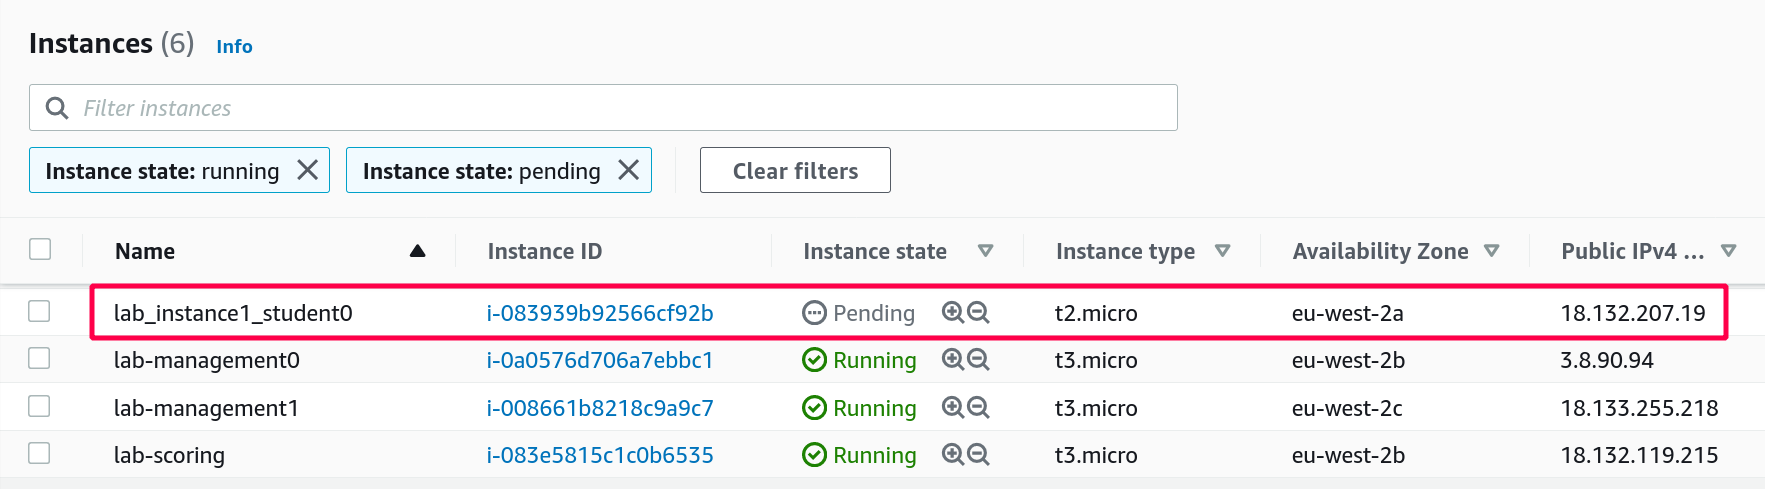 Instances (6) Info
Filter instances
Instance state: running Instance state: pending Clear filters
Name Instance ID Instance state Instance type Availability Zone Public IPv4 ...
lab_instance1_student0 i-083939b92566cf92b Pending t2.micro eu-west-2a 18.132.207.19
lab-management0 i-0a0576d706a7ebbc1 Running t3.micro eu-west-2b 3.8.90.94
lab-management1 i-008661b8218c9a9c7 Running t3.micro eu-west-2c 18.133.255.218
lab-scoring i-083e5815c1c0b6535 Running t3.micro eu-west-2b 18.132.119.215